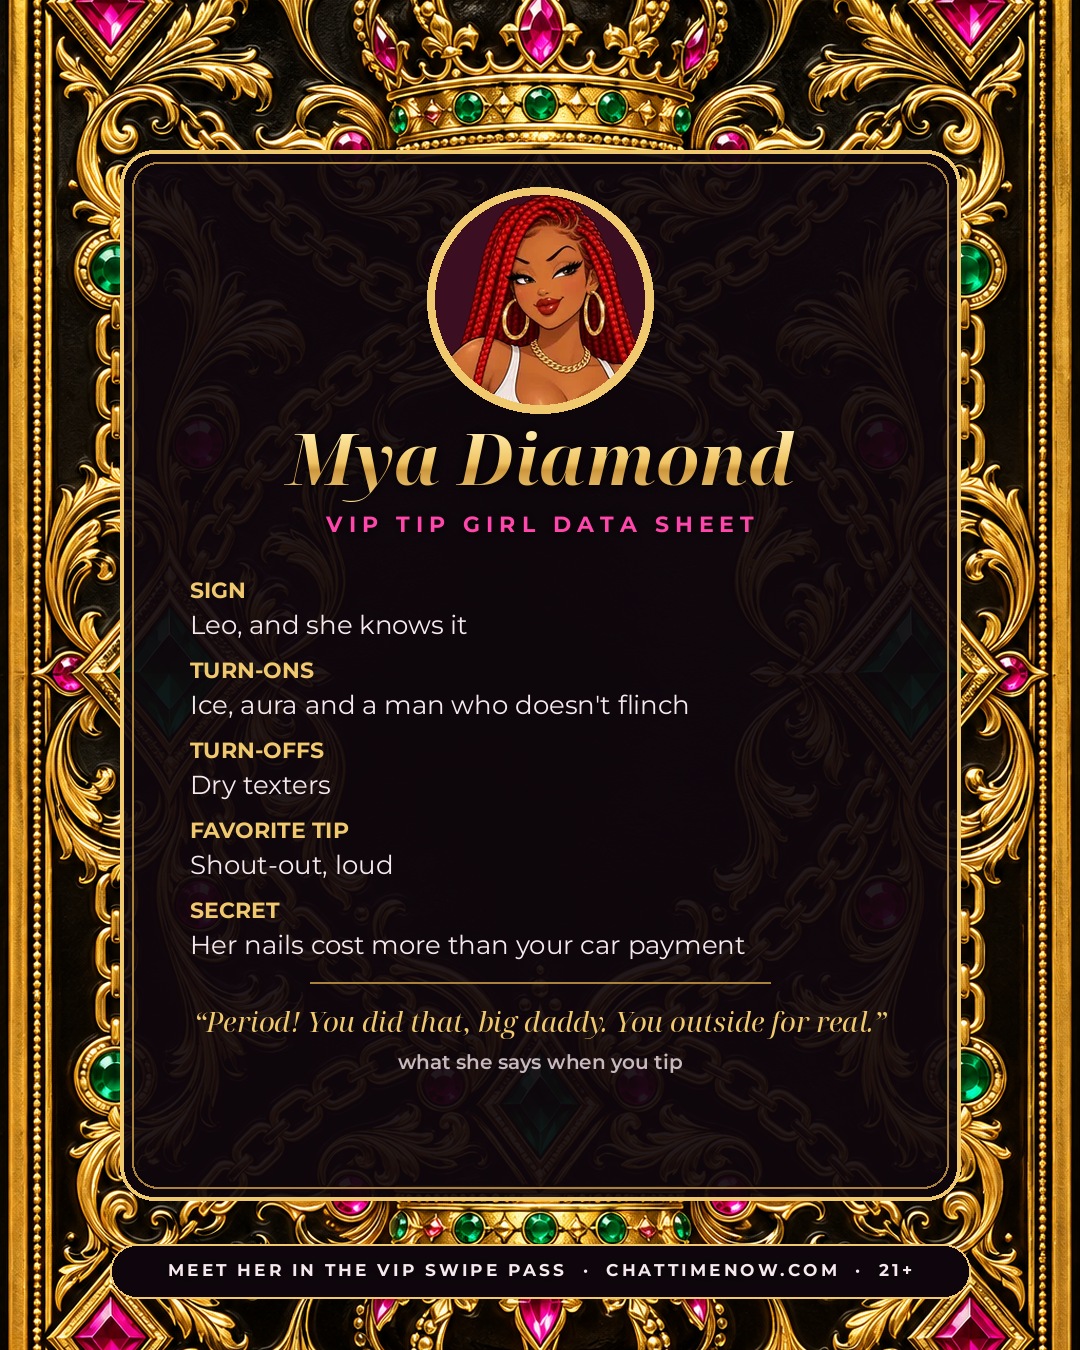 Mya Diamond
VIP TIP GIRL DATA SHEET
SIGN
Leo, and she knows it
TURN-ONS
Ice, aura and a man who doesn't flinch
TURN-OFFS
Dry texters
FAVORITE TIP
Shout-out, loud
SECRET
Her nails cost more than your car payment
“Period! You did that, big daddy. You outside for real.”
what she says when you tip
MEET HER IN THE VIP SWIPE PASS · CHATTIMENOW.COM · 21+